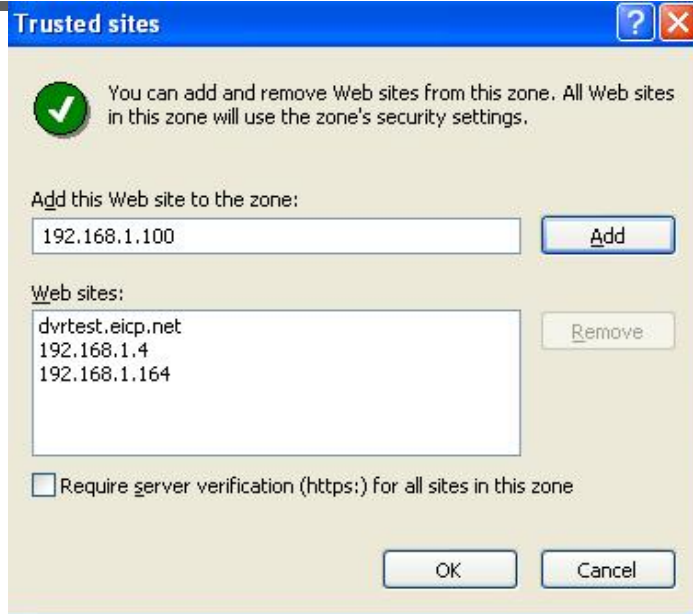 Trusted sites
You can add and remove Web sites from this zone. All Web sites
in this zone will use the zone's security settings.
Add this Web site to the zone:
192.168.1.100
Add
Web sites:
dvrtest.eicp.net
192.168.1.4
192.168.1.164
Remove
Require server verification (https:) for all sites in this zone
OK
Cancel